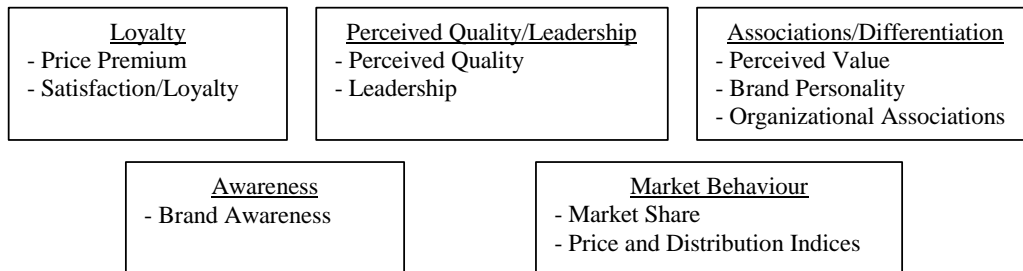 Loyalty
- Price Premium
- Satisfaction/Loyalty
Perceived Quality/Leadership
- Perceived Quality
- Leadership
Associations/Differentiation
- Perceived Value
- Brand Personality
- Organizational Associations
Awareness
- Brand Awareness
Market Behaviour
- Market Share
- Price and Distribution Indices